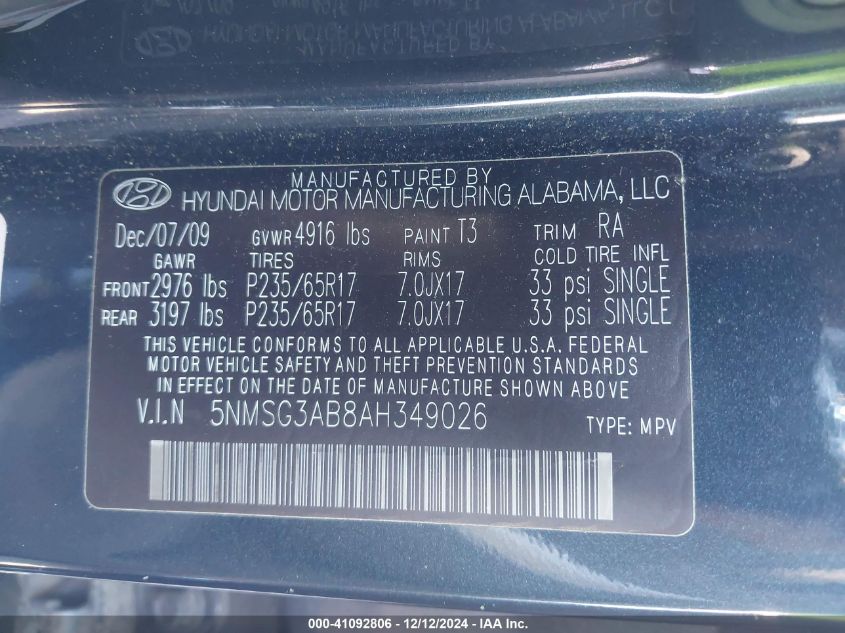 MANUFACTURED BY
HYUNDAI MOTOR MANUFACTURING ALABAMA, LLC
Dec/07/09 GVWR 4916 lbs PAINT T3 TRIM RA
GAWR TIRES RIMS COLD TIRE INFL
FRONT 2976 lbs P235/65R17 7.0JX17 33 psi SINGLE
REAR 3197 lbs P235/65R17 7.0JX17 33 psi SINGLE
THIS VEHICLE CONFORMS TO ALL APPLICABLE U.S.A. FEDERAL
MOTOR VEHICLE SAFETY AND THEFT PREVENTION STANDARDS
IN EFFECT ON THE DATE OF MANUFACTURE SHOWN ABOVE
V.I.N 5NMSG3AB8AH349026 TYPE: MPV
000-41092806 - 12/12/2024 - IAAI.COM